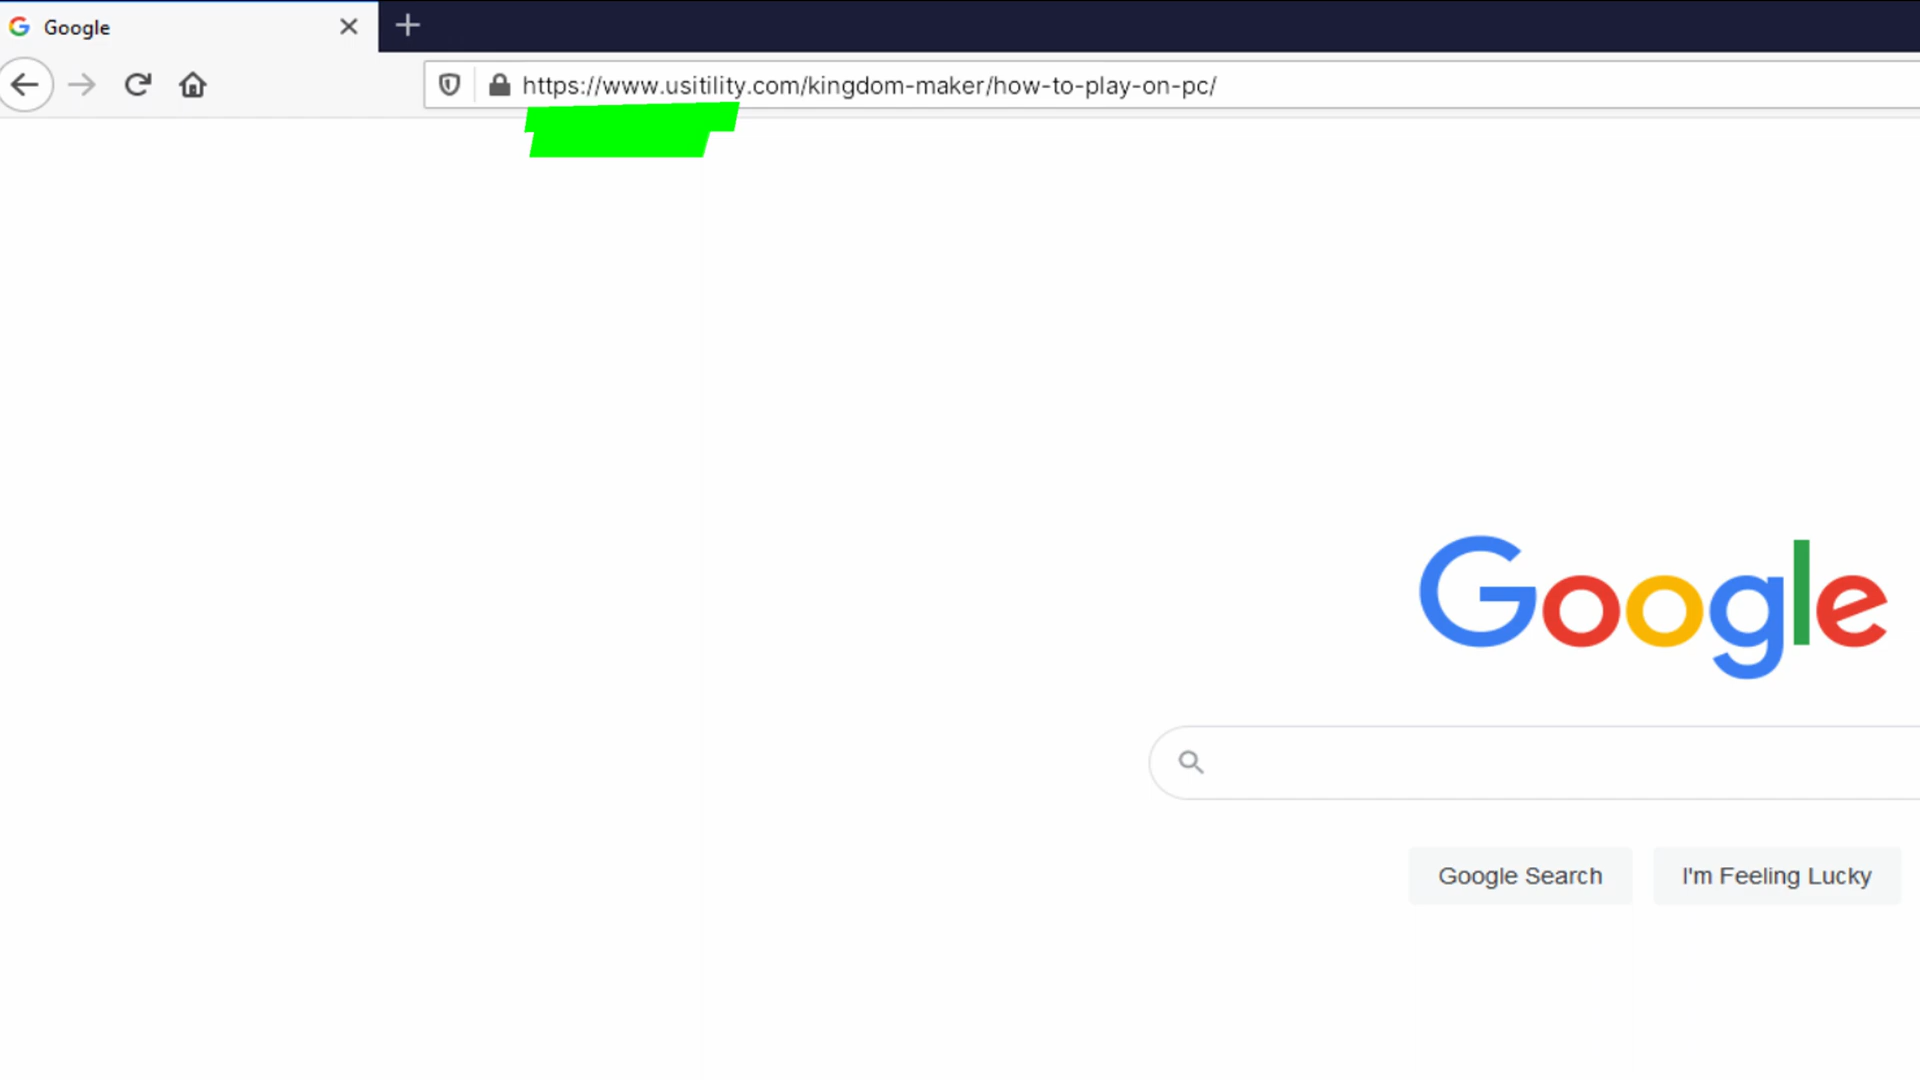 Google
https://www.usitility.com/kingdom-maker/how-to-play-on-pc/
Google
Google Search
I'm Feeling Lucky